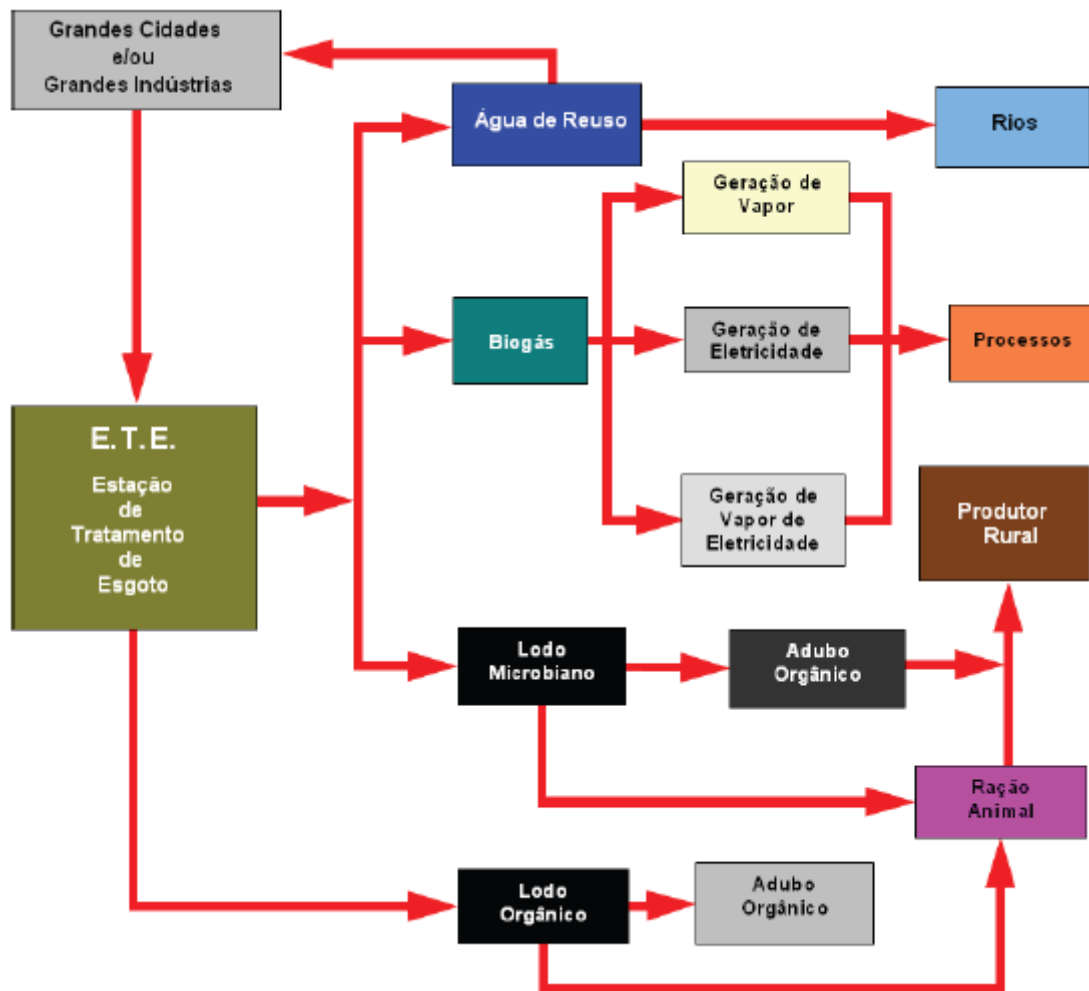 Grandes Cidades
e/ou
Grandes Indústrias
Água de Reuso
Rios
Geração de
Vapor
Biogás
Geração de
Eletricidade
Processos
E.T.E.
Estação
de
Tratamento
de
Esgoto
Geração de
Vapor de
Eletricidade
Produtor
Rural
Lodo
Microbiano
Adubo
Orgânico
Ração
Animal
Lodo
Orgânico
Adubo
Orgânico